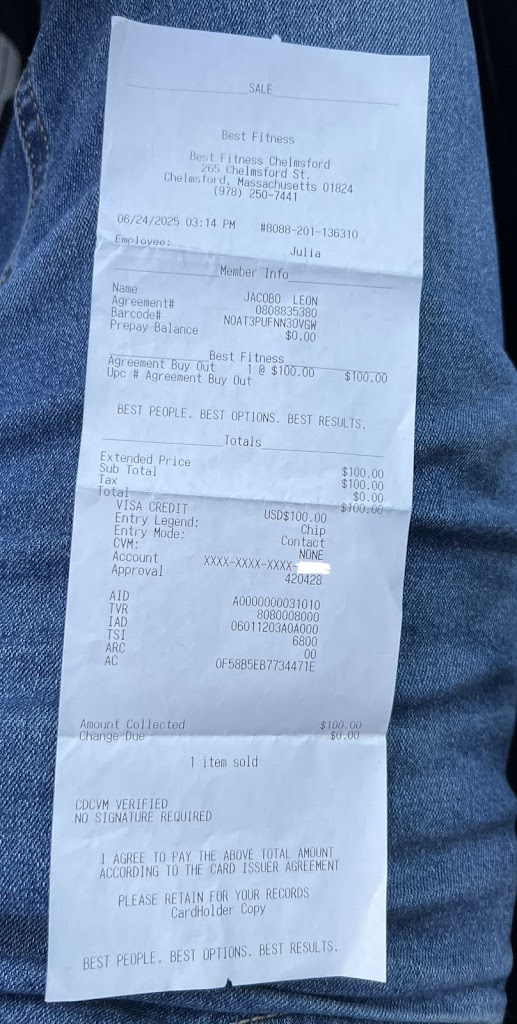 SALE
Best Fitness
Best Fitness Chelmsford
265 Chelmsford St.
Chelmsford, Massachusetts 01824
(978) 250-7441
06/24/2025 03:14 PM #8088-201-136310
Employee: Julia
Member Info
Name JACOBO LEON
Agreement# 0808835380
Barcode# NOAT3PUFNN30VGW
Prepay Balance $0.00
Best Fitness
Agreement Buy Out 1 @ $100.00 $100.00
Upc # Agreement Buy Out
BEST PEOPLE. BEST OPTIONS. BEST RESULTS.
Totals
Extended Price $100.00
Sub Total $100.00
Tax $0.00
Total $100.00
VISA CREDIT USD$100.00
Entry Legend: Chip
Entry Mode: Contact
CVM: NONE
Account XXXX-XXXX-XXXX-
Approval 420428
AID A0000000031010
TVR 8080008000
IAD 06011203A0A000
TSI 6800
ARC 00
AC 0F58B5EB7734471E
Amount Collected $100.00
Change Due $0.00
1 item sold
CDCVM VERIFIED
NO SIGNATURE REQUIRED
I AGREE TO PAY THE ABOVE TOTAL AMOUNT
ACCORDING TO THE CARD ISSUER AGREEMENT
PLEASE RETAIN FOR YOUR RECORDS
CardHolder Copy
BEST PEOPLE. BEST OPTIONS. BEST RESULTS.